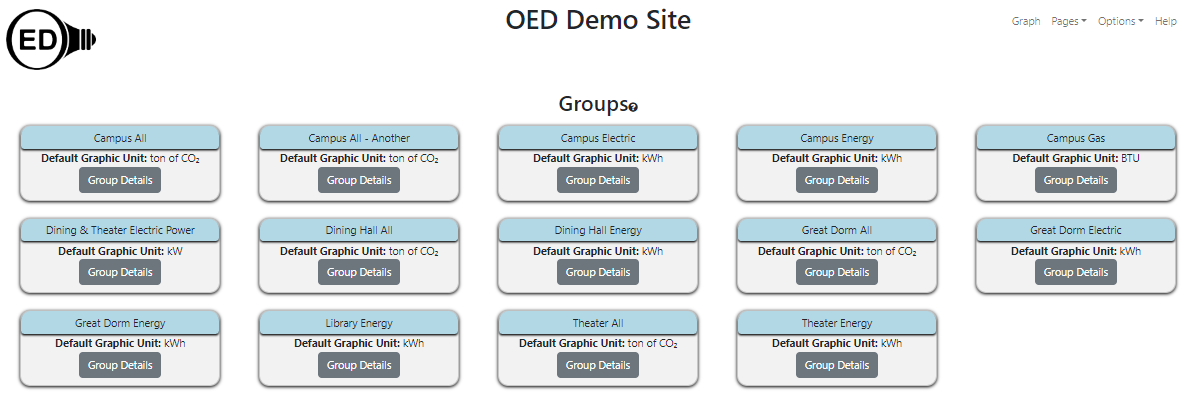 ED
OED Demo Site
Graph Pages Options Help
Groups
Campus All
Default Graphic Unit: ton of CO₂
Group Details
Campus All - Another
Default Graphic Unit: ton of CO₂
Group Details
Campus Electric
Default Graphic Unit: kWh
Group Details
Campus Energy
Default Graphic Unit: kWh
Group Details
Campus Gas
Default Graphic Unit: BTU
Group Details
Dining & Theater Electric Power
Default Graphic Unit: kW
Group Details
Dining Hall All
Default Graphic Unit: ton of CO₂
Group Details
Dining Hall Energy
Default Graphic Unit: kWh
Group Details
Great Dorm All
Default Graphic Unit: ton of CO₂
Group Details
Great Dorm Electric
Default Graphic Unit: kWh
Group Details
Great Dorm Energy
Default Graphic Unit: kWh
Group Details
Library Energy
Default Graphic Unit: kWh
Group Details
Theater All
Default Graphic Unit: ton of CO₂
Group Details
Theater Energy
Default Graphic Unit: kWh
Group Details